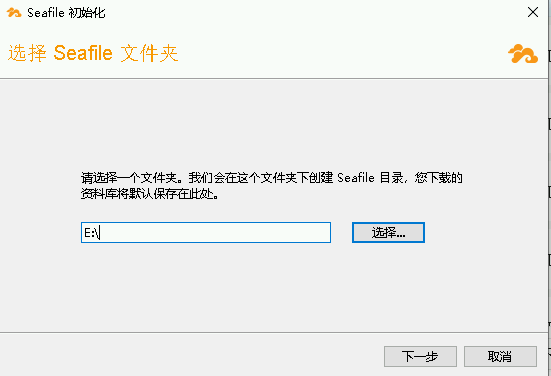 Seafile 初始化
选择 Seafile 文件夹
请选择一个文件夹。我们会在这个文件夹下创建 Seafile 目录，您下载的
资料库将默认保存在此处。
E:\
选择...
下一步
取消